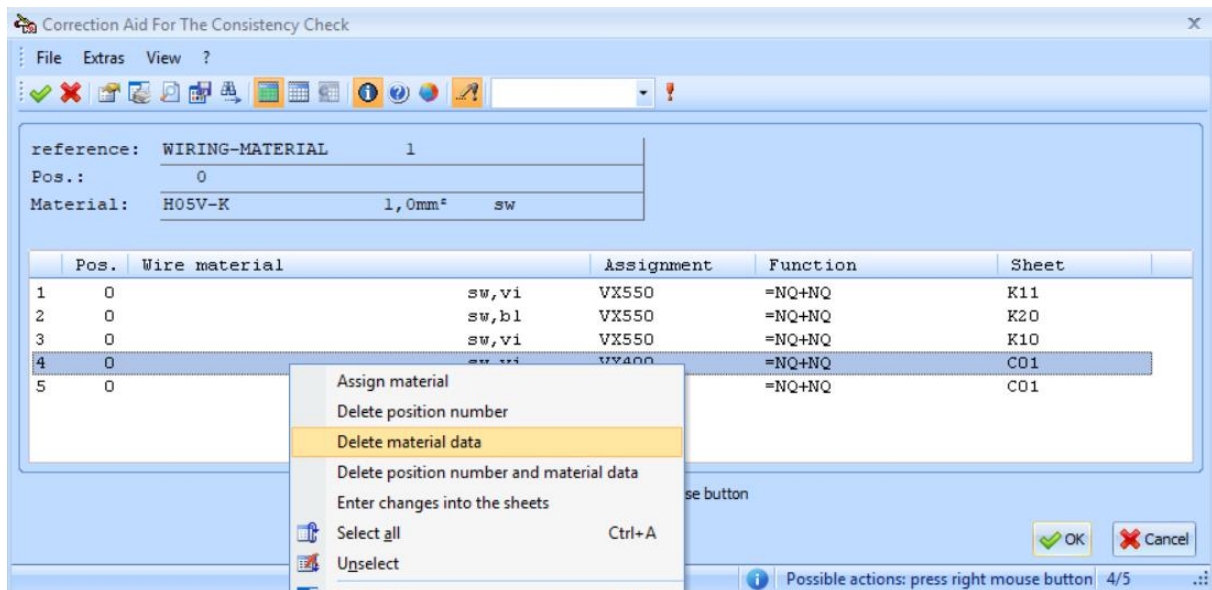 Correction Aid For The Consistency Check
File Extras View ?
reference: WIRING-MATERIAL 1
Pos.: 0
Material: H05V-K 1,0mm² sw
Pos. Wire material Assignment Function Sheet
1 0 sw,vi VX550 =NQ+NQ K11
2 0 sw,bl VX550 =NQ+NQ K20
3 0 sw,vi VX550 =NQ+NQ K10
4 0 sw,vi VX400 =NQ+NQ C01
5 0 =NQ+NQ C01
Assign material
Delete position number
Delete material data
Delete position number and material data
Enter changes into the sheets
Select all Ctrl+A
Unselect
se button
OK Cancel
Possible actions: press right mouse button 4/5